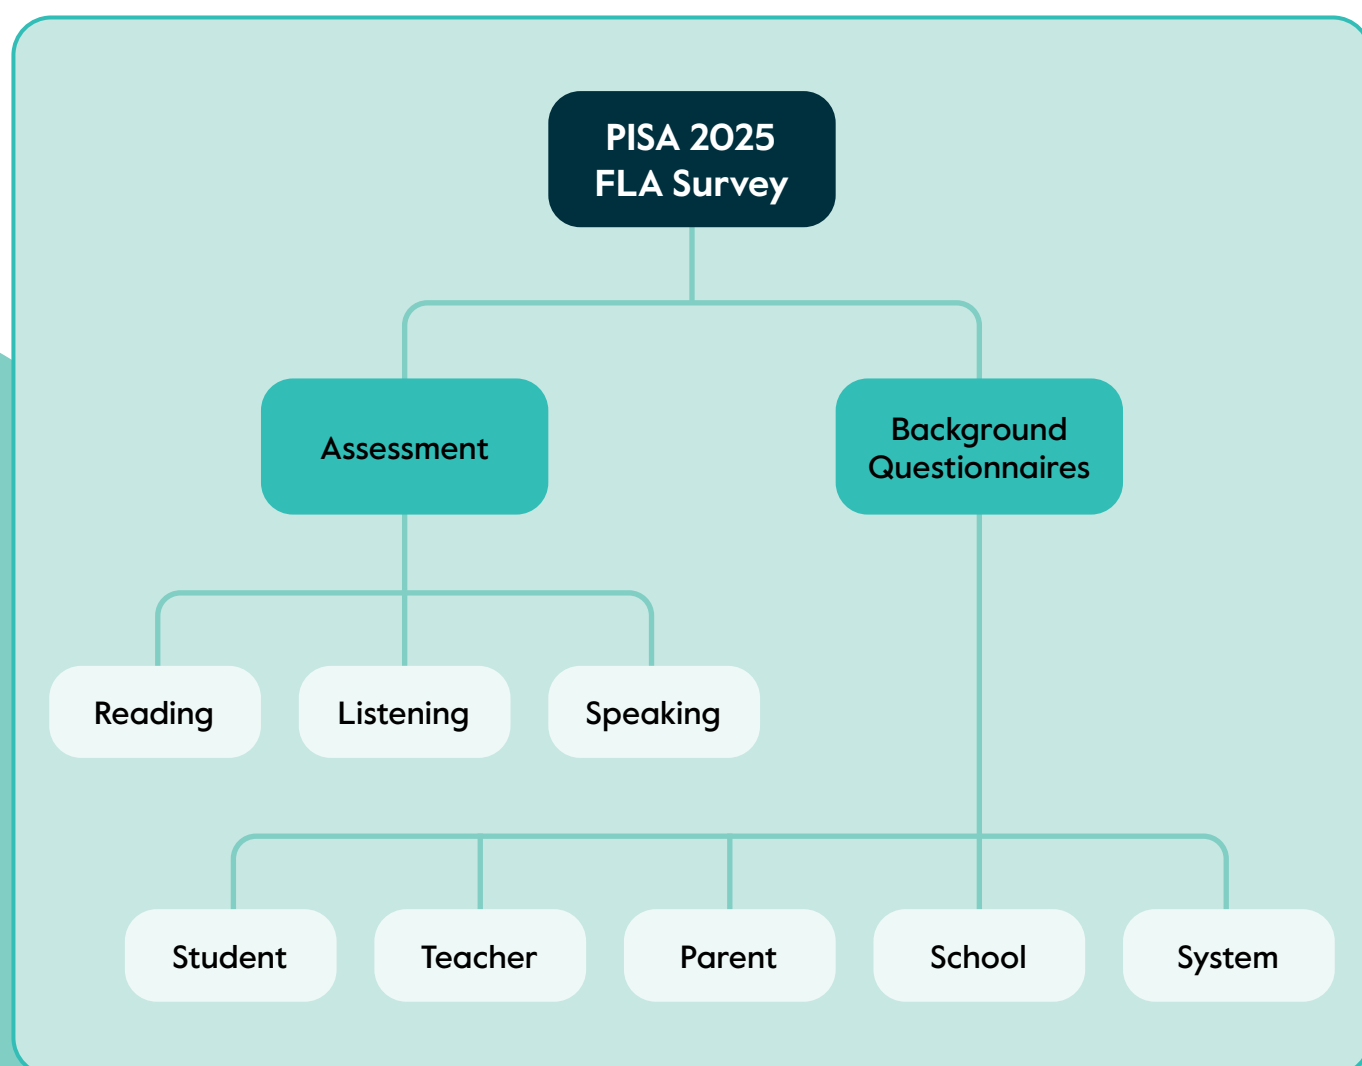 PISA 2025
FLA Survey
Assessment
Background
Questionnaires
Reading
Listening
Speaking
Student
Teacher
Parent
School
System